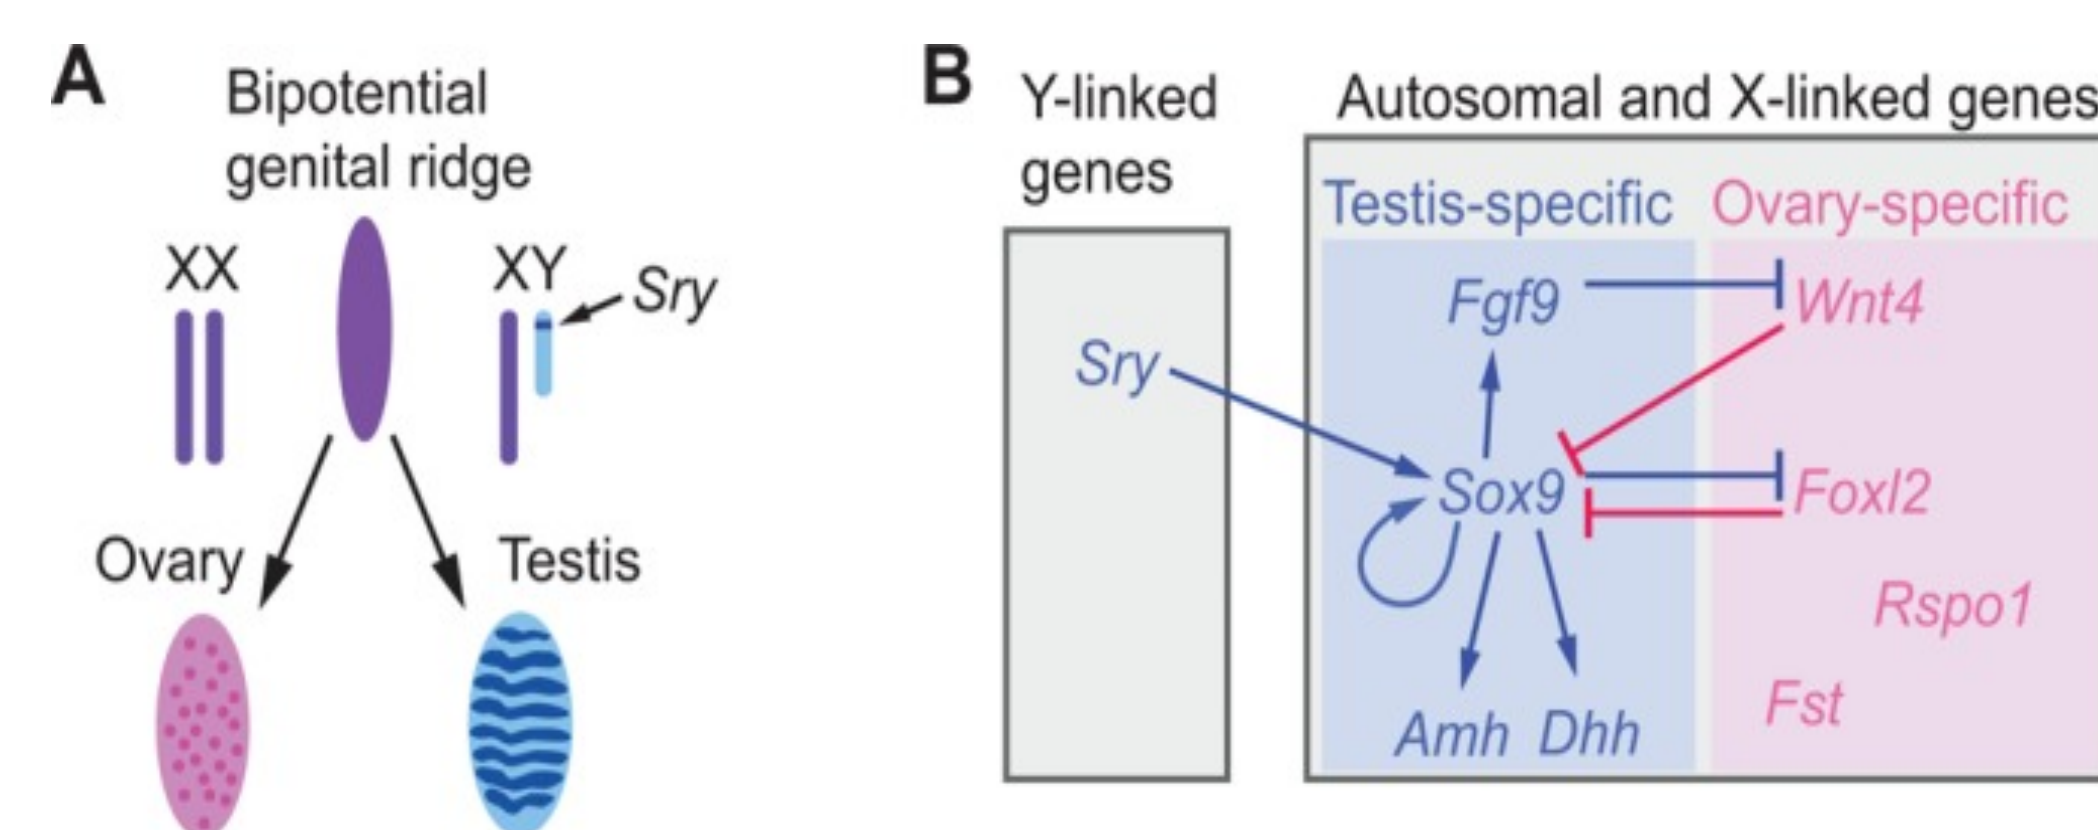 A
Bipotential
genital ridge
XX
XY
Sry
Ovary
Testis
B
Y-linked
genes
Autosomal and X-linked genes
Testis-specific
Ovary-specific
Fgf9
Wnt4
Sry
Sox9
Foxl2
Rspo1
Fst
Amh
Dhh